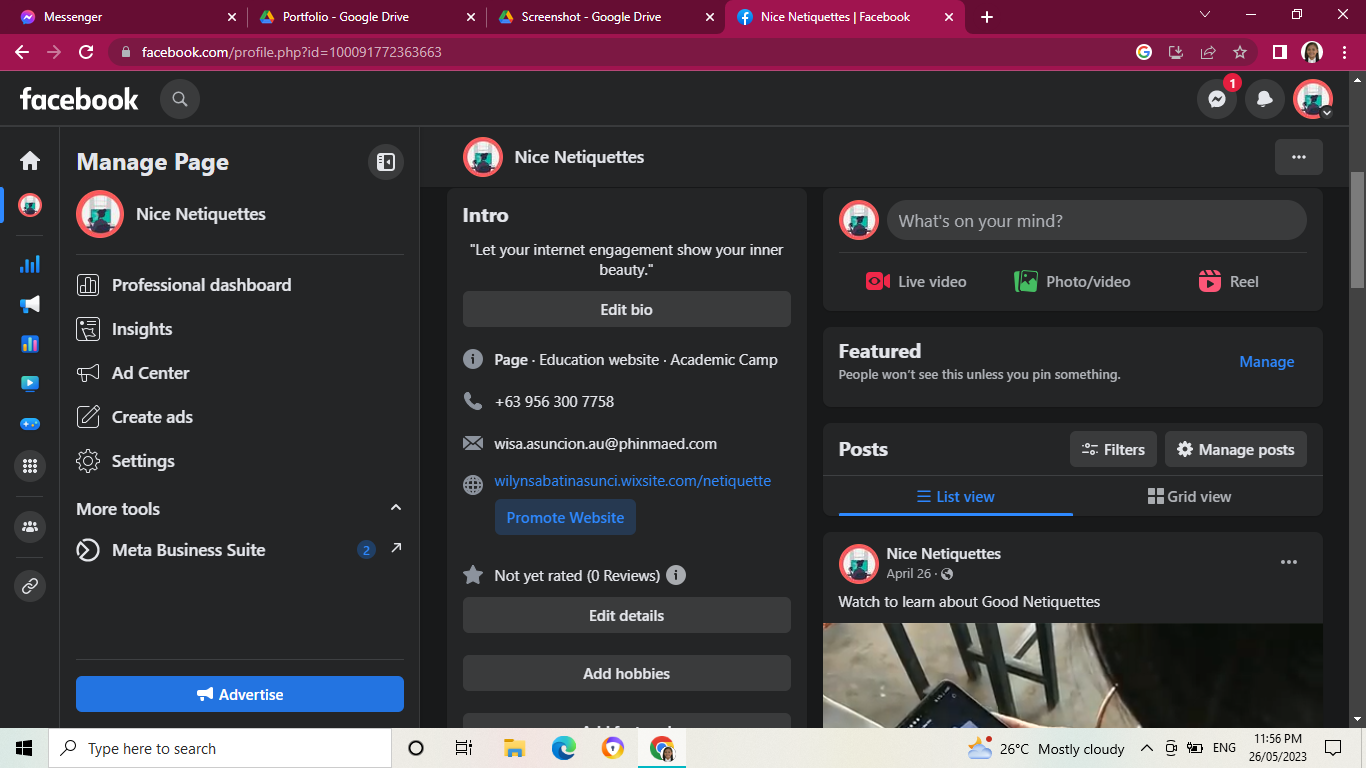 Messenger
Portfolio - Google Drive
Screenshot - Google Drive
Nice Netiquettes | Facebook
facebook.com/profile.php?id=100091772363663
facebook
1
Manage Page
Nice Netiquettes
Professional dashboard
Insights
Ad Center
Create ads
Settings
More tools
Meta Business Suite
2
Advertise
Nice Netiquettes
Intro
"Let your internet engagement show your inner
beauty."
Edit bio
Page · Education website · Academic Camp
+63 956 300 7758
wisa.asuncion.au@phinmaed.com
wilynsabatinasunci.wixsite.com/netiquette
Promote Website
Not yet rated (0 Reviews)
Edit details
Add hobbies
What's on your mind?
Live video
Photo/video
Reel
Featured
People won't see this unless you pin something.
Manage
Posts
Filters
Manage posts
List view
Grid view
Nice Netiquettes
April 26 ·
Watch to learn about Good Netiquettes
Type here to search
26°C Mostly cloudy
ENG
11:56 PM
26/05/2023